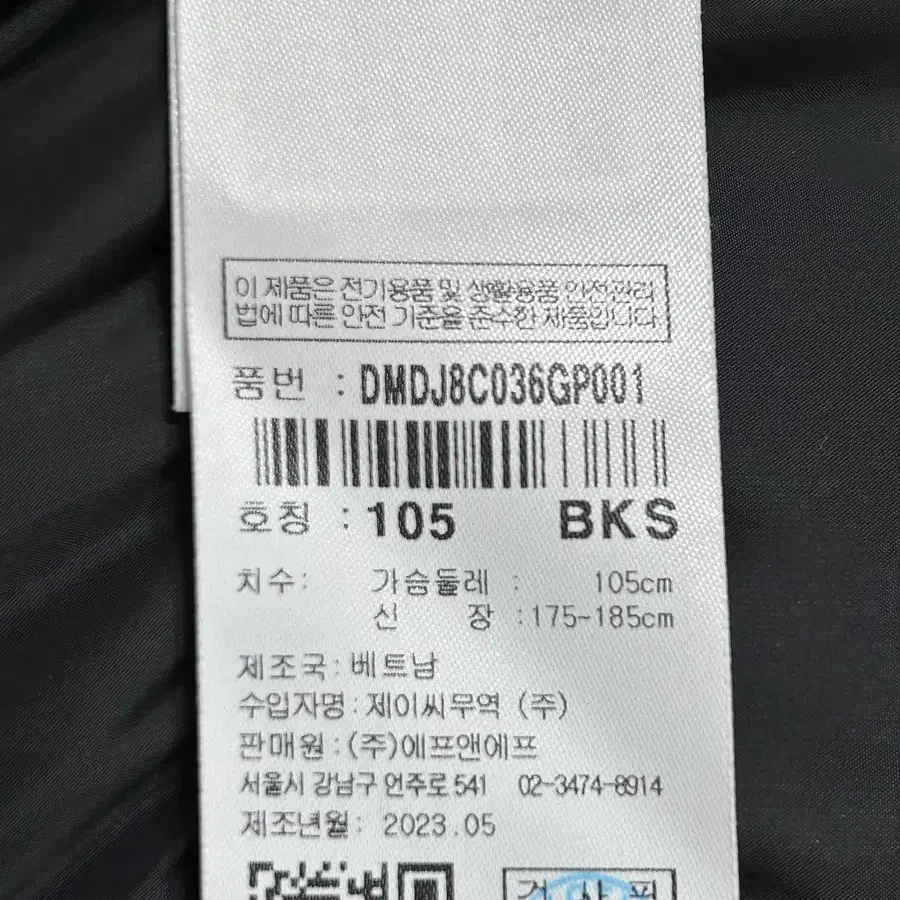 이 제품은 전기용품 및 생활용품 안전관리
법에 따른 안전 기준을 준수한 제품입니다
품번 : DMDJ8C036GP001
호칭 : 105 BKS
치수: 가슴둘레 : 105cm
신 장 :175~185cm
제조국: 베트남
수입자명 : 제이씨무역 (주)
판매원 : (주)에프앤에프
서울시 강남구 언주로 541 02-3474-8914
제조년월: 2023.05
검사필